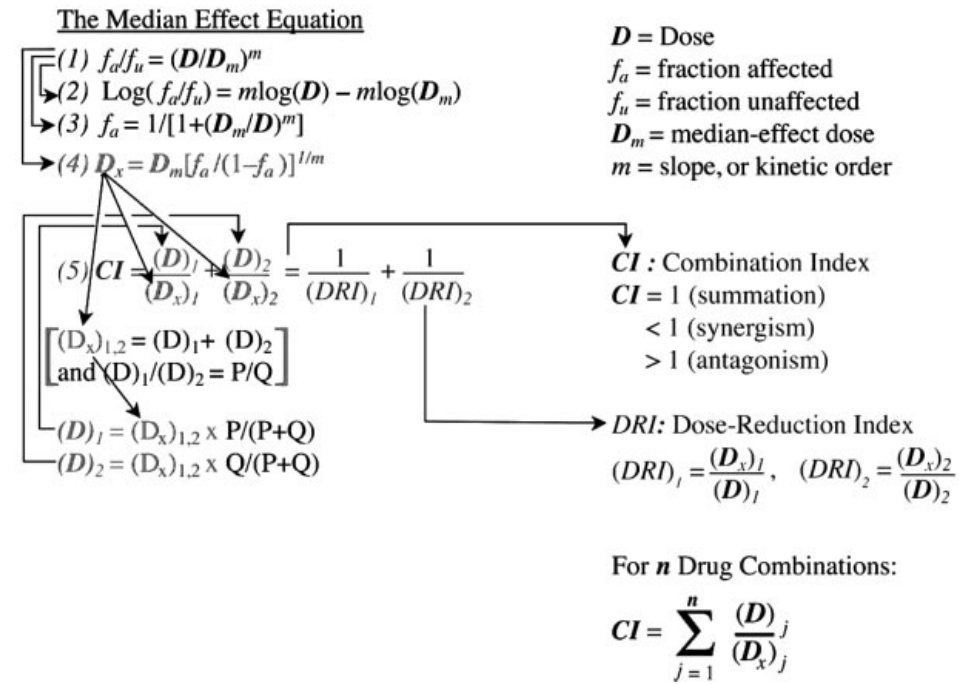 The Median Effect Equation
(1) fₐ/fᵤ = (D/Dₘ)ᵐ
(2) Log(fₐ/fᵤ) = mlog(D) – mlog(Dₘ)
(3) fₐ = 1/[1+(Dₘ/D)ᵐ]
(4) Dₓ = Dₘ[fₐ/(1–fₐ)]¹/ᵐ
D = Dose
fₐ = fraction affected
fᵤ = fraction unaffected
Dₘ = median-effect dose
m = slope, or kinetic order
(5) CI = (D)₁/(Dₓ)₁ + (D)₂/(Dₓ)₂ = 1/(DRI)₁ + 1/(DRI)₂
[(Dₓ)₁,₂ = (D)₁+ (D)₂
and (D)₁/(D)₂ = P/Q]
(D)₁ = (Dₓ)₁,₂ x P/(P+Q)
(D)₂ = (Dₓ)₁,₂ x Q/(P+Q)
CI : Combination Index
CI = 1 (summation)
< 1 (synergism)
> 1 (antagonism)
DRI: Dose-Reduction Index
(DRI)₁ = (Dₓ)₁/(D)₁, (DRI)₂ = (Dₓ)₂/(D)₂
For n Drug Combinations:
CI = ∑ⁿⱼ₌₁ (D)ⱼ/(Dₓ)ⱼ